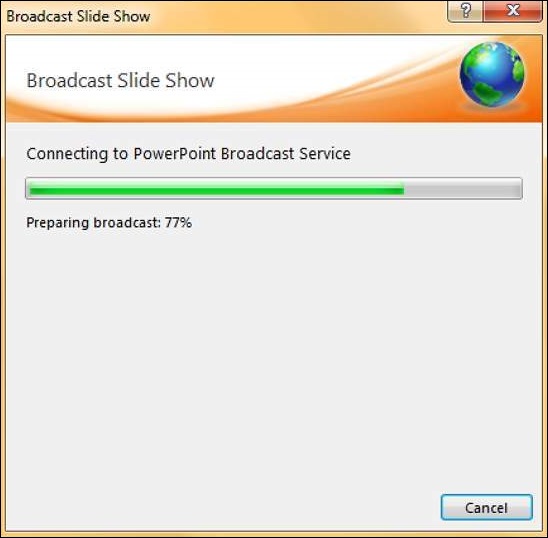 Broadcast Slide Show
?
Broadcast Slide Show
Connecting to PowerPoint Broadcast Service
Preparing broadcast: 77%
Cancel